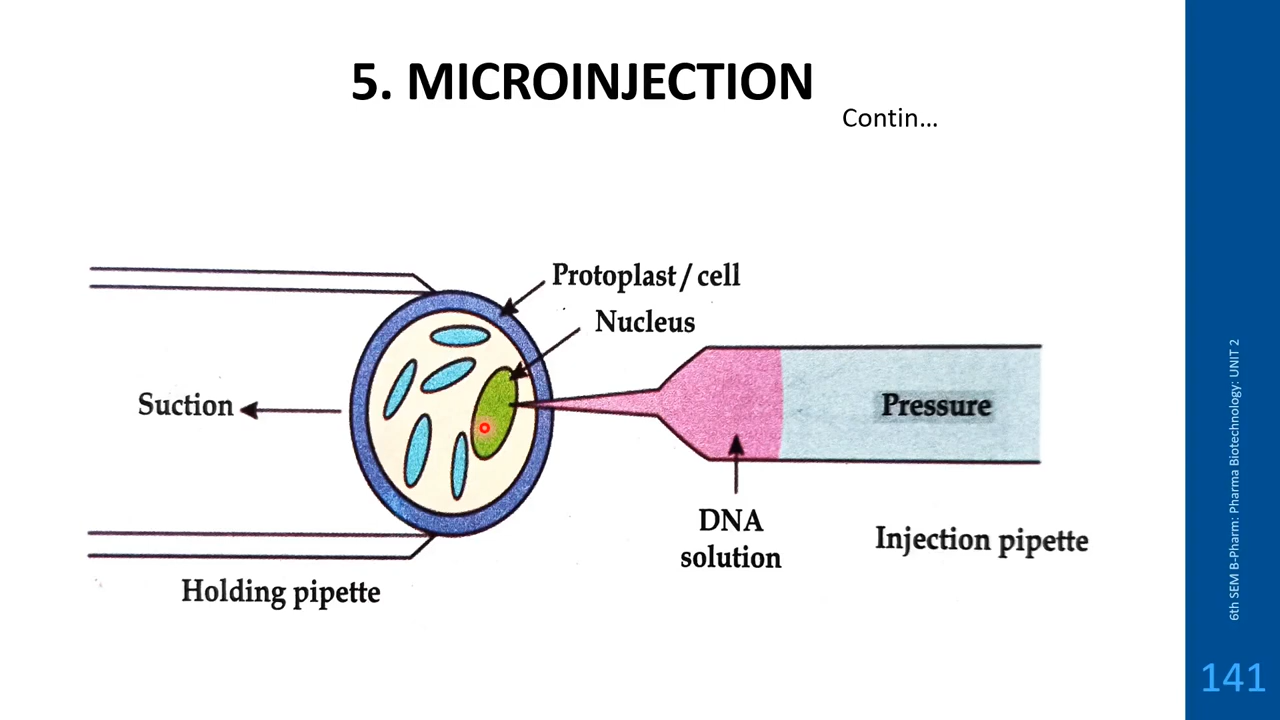 5. MICROINJECTION
Contin...
Protoplast / cell
Nucleus
Suction
Pressure
DNA
solution
Injection pipette
Holding pipette
6th SEM B-Pharm: Pharma Biotechnology: UNIT 2
141